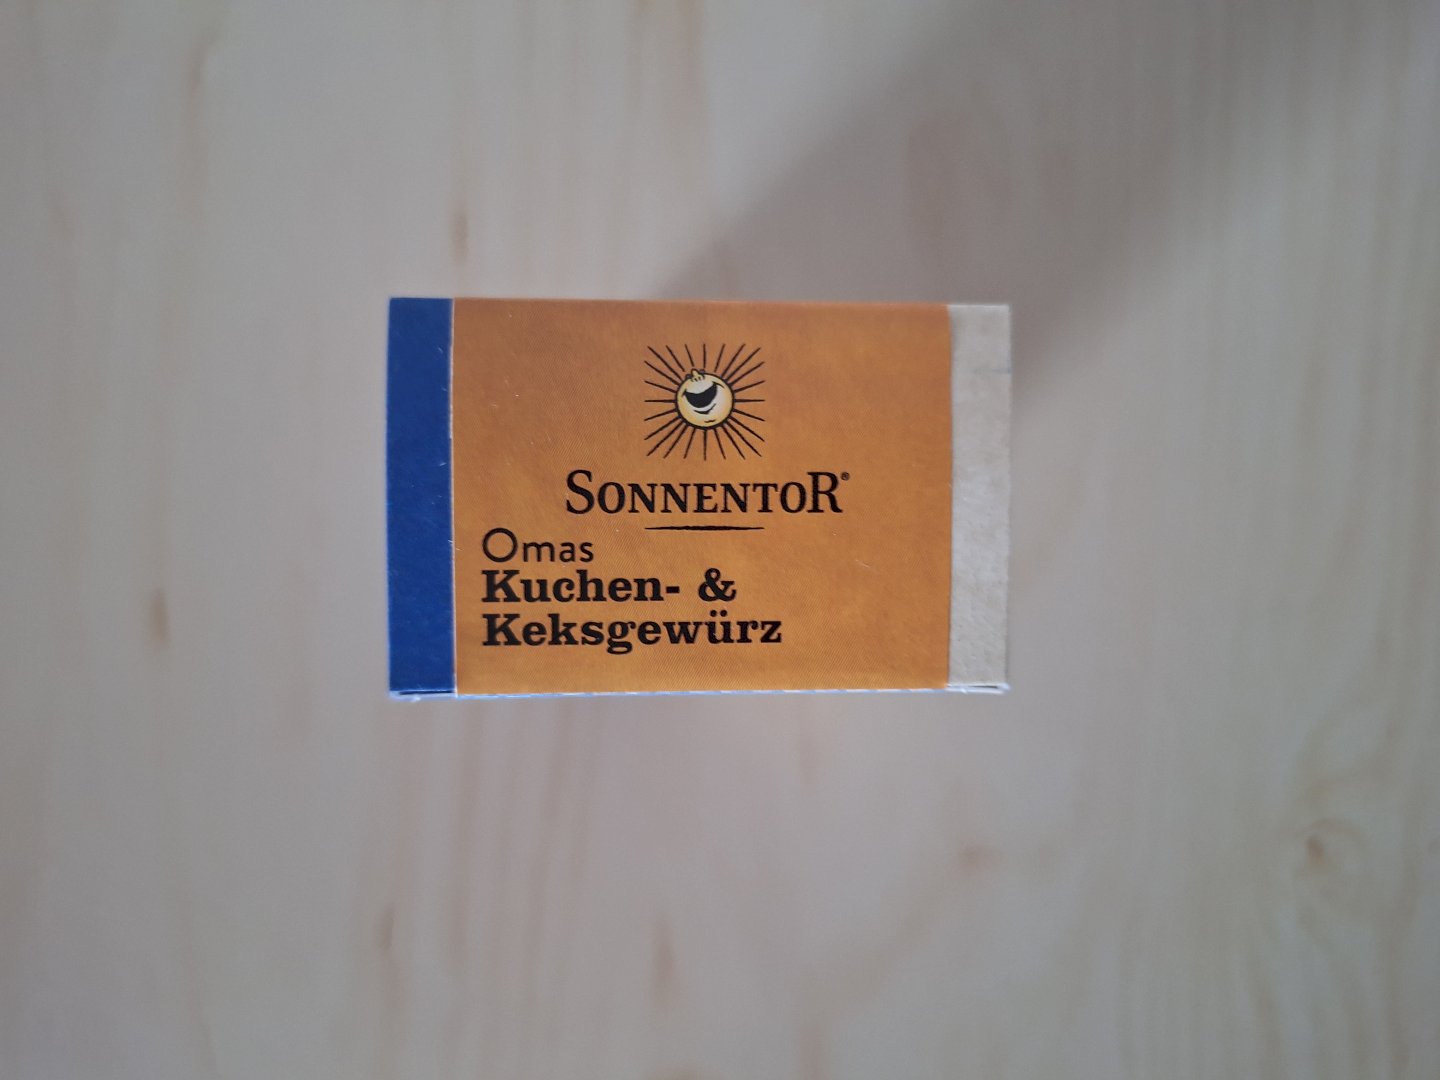 SONNENTOR®
Omas
Kuchen- &
Keksgewürz